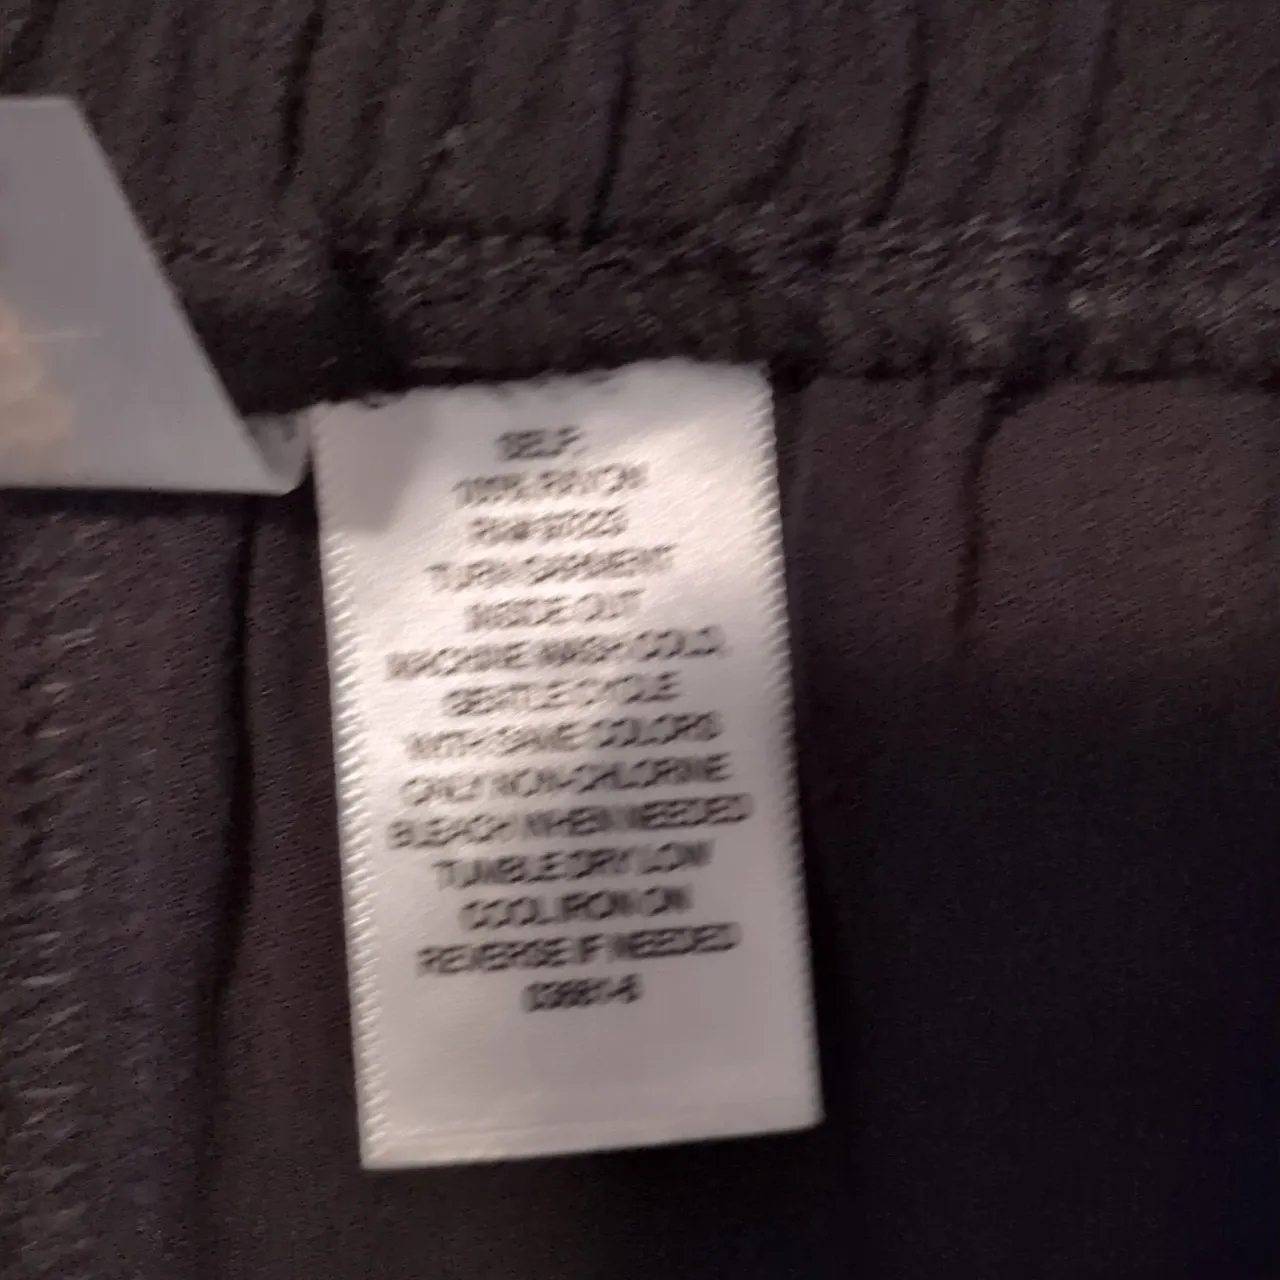 SELF:
100% RAYON
TURN GARMENT
INSIDE OUT
MACHINE WASH COLD,
GENTLE CYCLE
WITH SAME COLORS
ONLY NON-CHLORINE
BLEACH WHEN NEEDED
TUMBLE DRY LOW
COOL IRON ON
REVERSE IF NEEDED